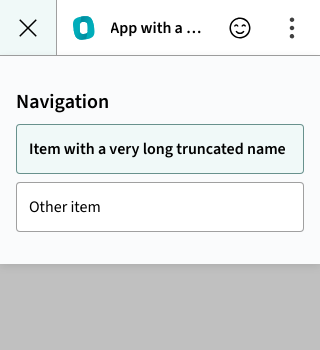 App with a ...
Navigation
Item with a very long truncated name
Other item